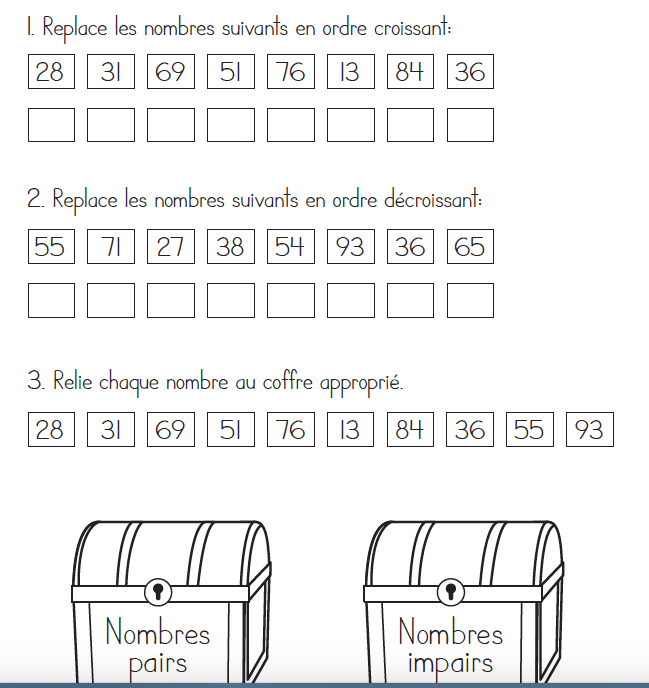 1. Replace les nombres suivants en ordre croissant:
28 31 69 51 76 13 84 36
2. Replace les nombres suivants en ordre décroissant:
55 71 27 38 54 93 36 65
3. Relie chaque nombre au coffre approprié.
28 31 69 51 76 13 84 36 55 93
Nombres
pairs
Nombres
impairs